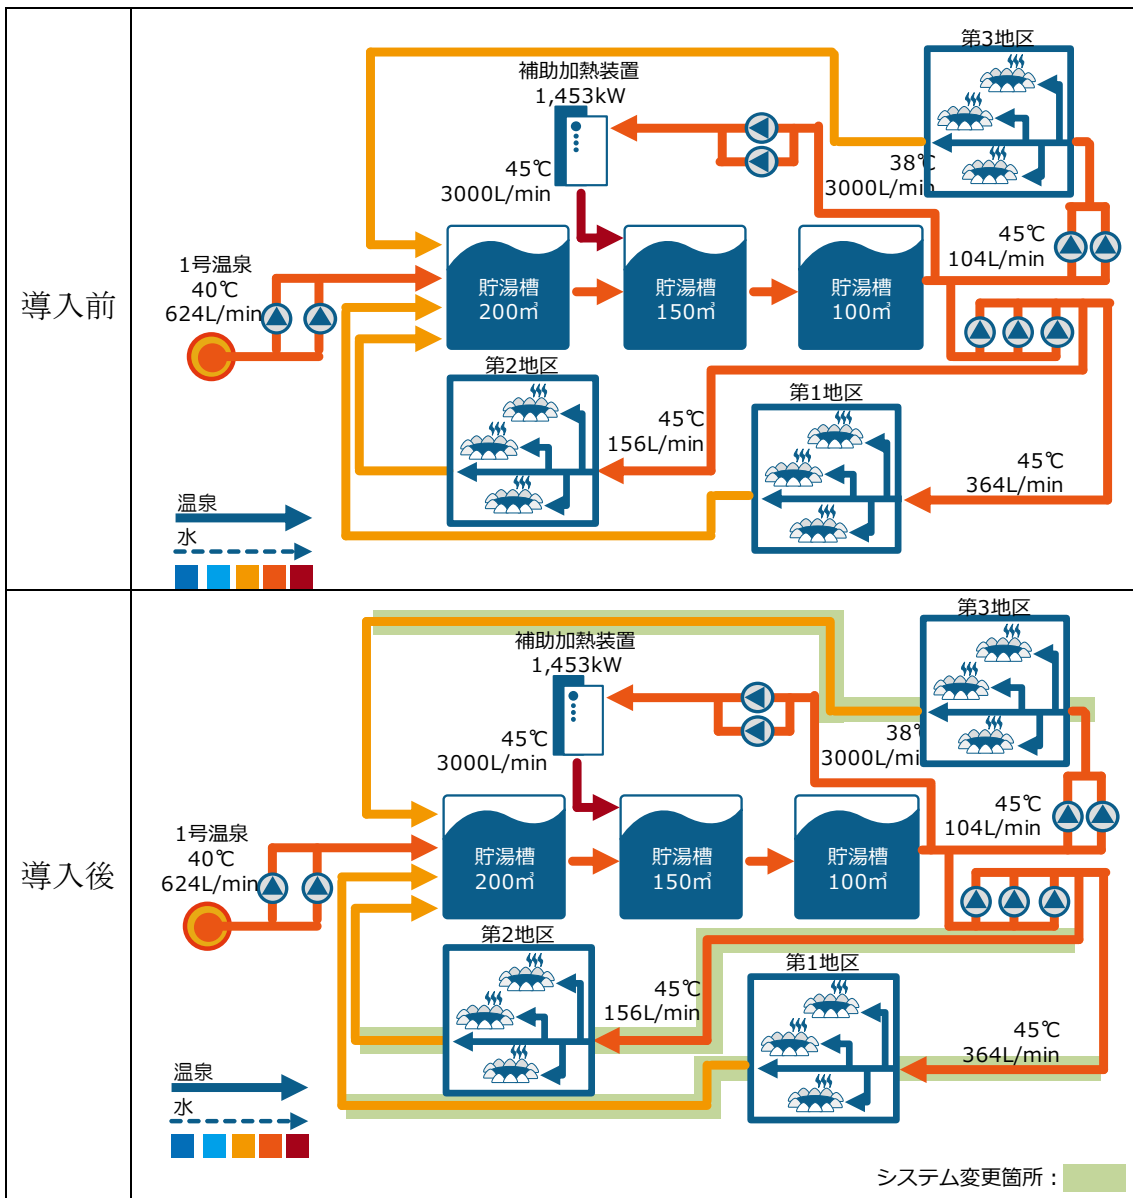 導入前
第3地区
補助加熱装置
1,453kW
45℃
3000L/min
38℃
3000L/min
45℃
104L/min
1号温泉
40℃
624L/min
貯湯槽
200㎥
貯湯槽
150㎥
貯湯槽
100㎥
第2地区
第1地区
45℃
156L/min
45℃
364L/min
温泉
水
導入後
第3地区
補助加熱装置
1,453kW
45℃
3000L/min
38℃
3000L/min
45℃
104L/min
1号温泉
40℃
624L/min
貯湯槽
200㎥
貯湯槽
150㎥
貯湯槽
100㎥
第2地区
第1地区
45℃
156L/min
45℃
364L/min
温泉
水
システム変更箇所：